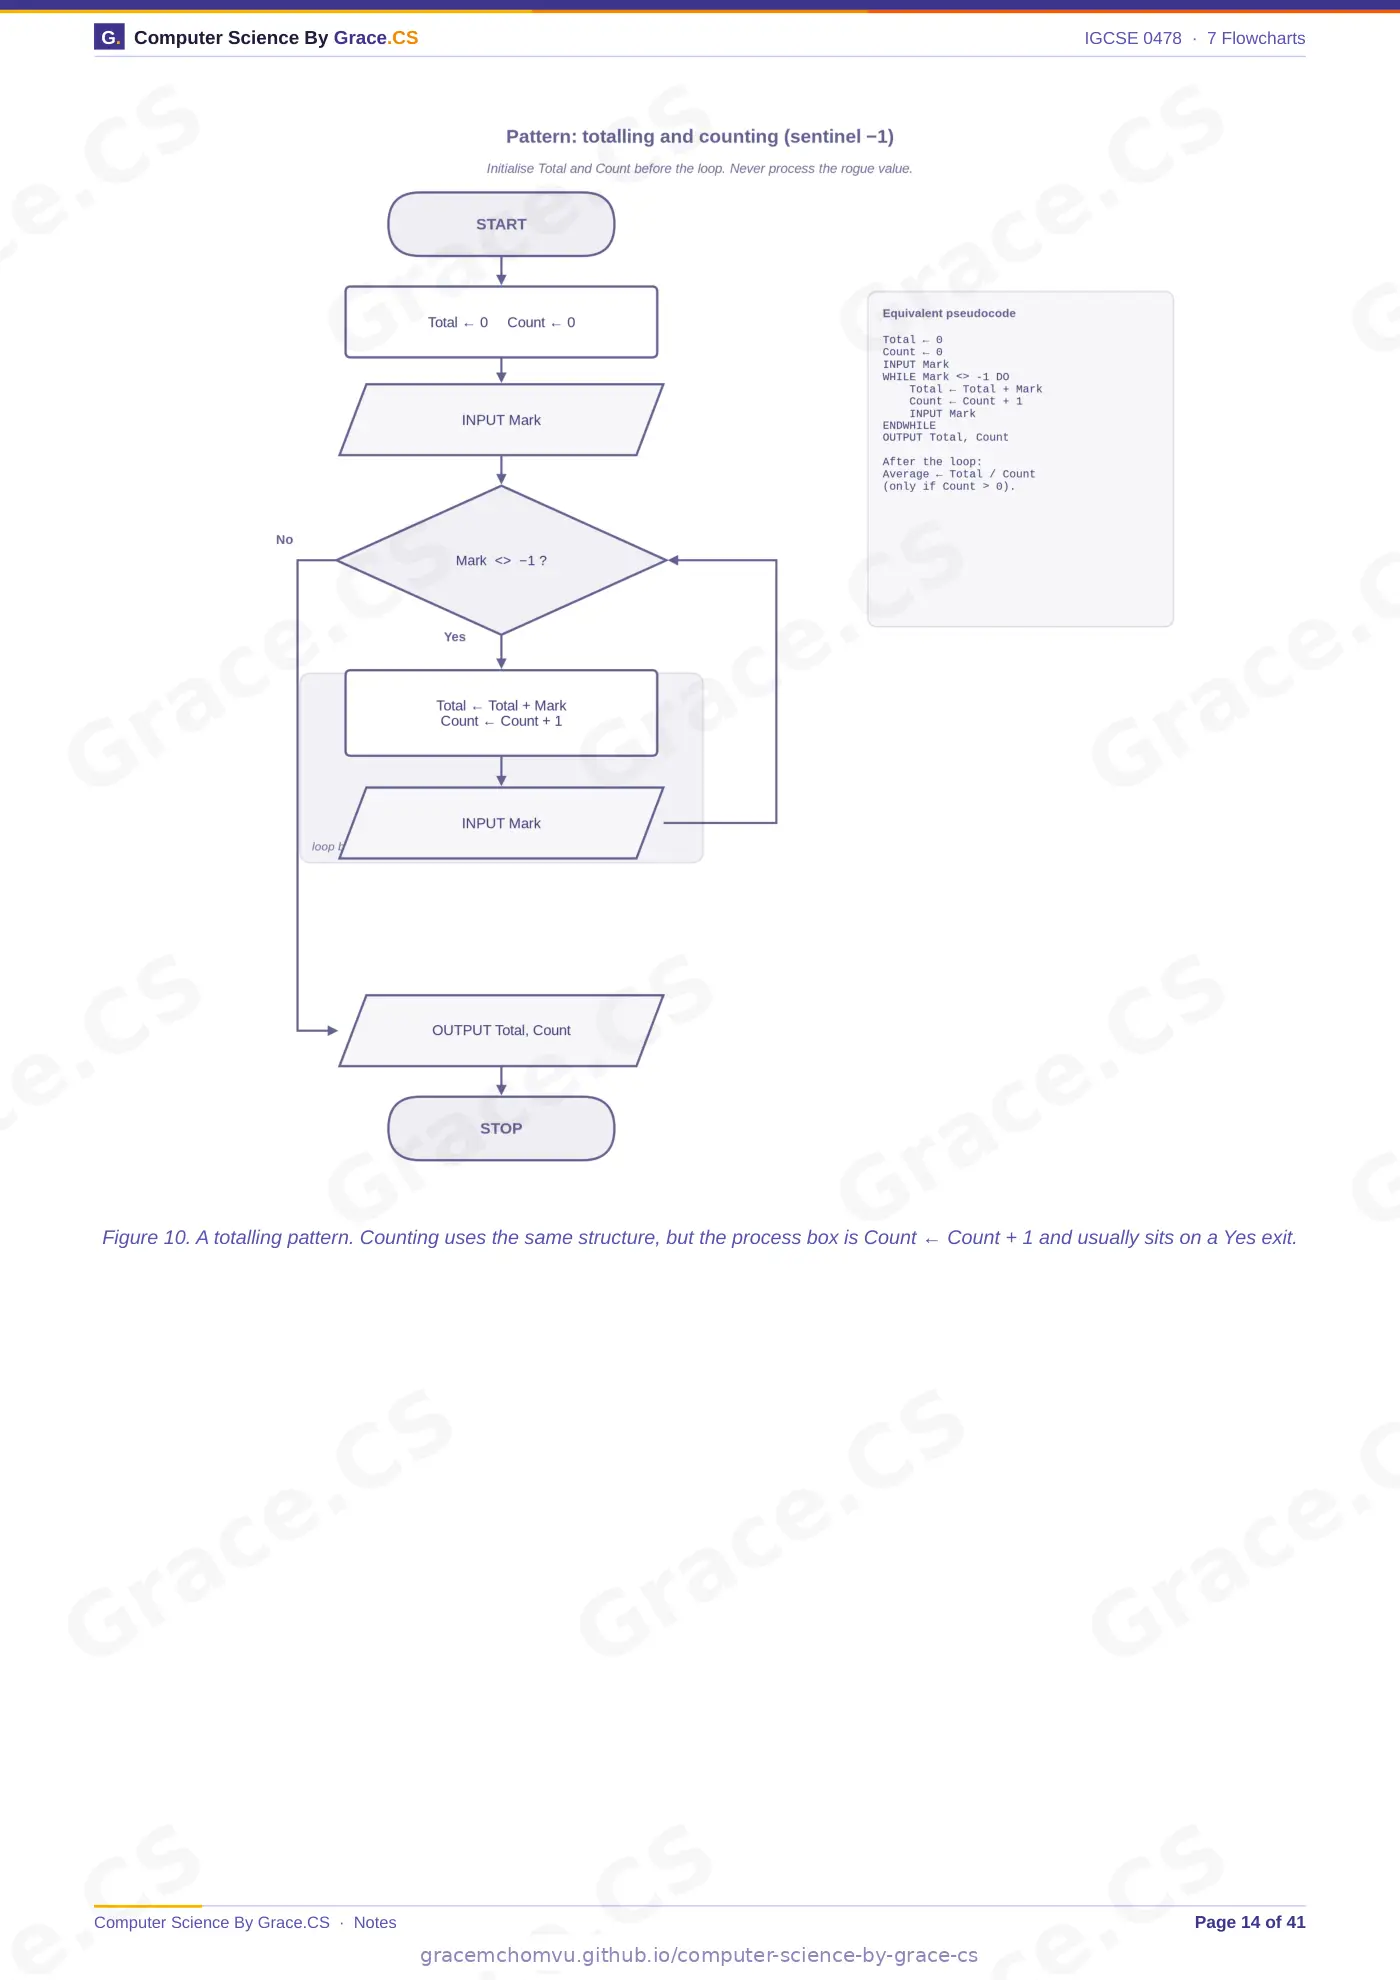 G. Computer Science By Grace.CS
IGCSE 0478 · 7 Flowcharts
Pattern: totalling and counting (sentinel −1)
Initialise Total and Count before the loop. Never process the rogue value.
START
Total ← 0 Count ← 0
INPUT Mark
Mark <> −1 ?
No
Yes
Total ← Total + Mark
Count ← Count + 1
INPUT Mark
loop
OUTPUT Total, Count
STOP
Equivalent pseudocode
Total ← 0
Count ← 0
INPUT Mark
WHILE Mark <> -1 DO
    Total ← Total + Mark
    Count ← Count + 1
    INPUT Mark
ENDWHILE
OUTPUT Total, Count
After the loop:
Average ← Total / Count
(only if Count > 0).
Figure 10. A totalling pattern. Counting uses the same structure, but the process box is Count ← Count + 1 and usually sits on a Yes exit.
Computer Science By Grace.CS · Notes
Page 14 of 41
gracemchomvu.github.io/computer-science-by-grace-cs
Grace.CS